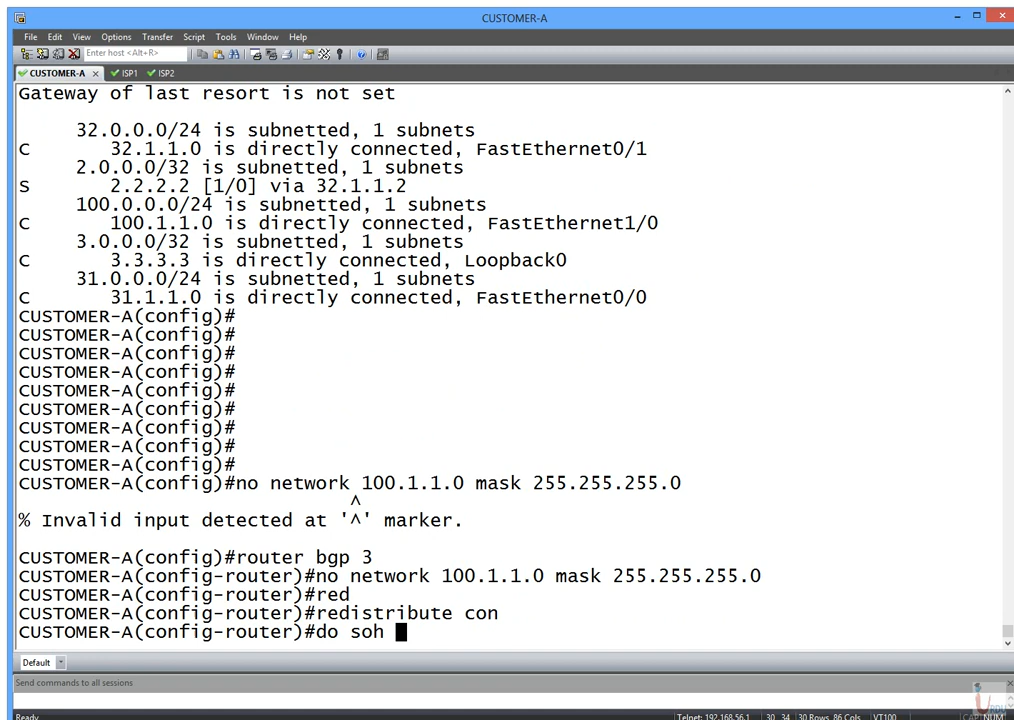 CUSTOMER-A
File Edit View Options Transfer Script Tools Window Help
Enter host <Alt+R>
CUSTOMER-A ISP1 ISP2
Gateway of last resort is not set
32.0.0.0/24 is subnetted, 1 subnets
C 32.1.1.0 is directly connected, FastEthernet0/1
2.0.0.0/32 is subnetted, 1 subnets
S 2.2.2.2 [1/0] via 32.1.1.2
100.0.0.0/24 is subnetted, 1 subnets
C 100.1.1.0 is directly connected, FastEthernet1/0
3.0.0.0/32 is subnetted, 1 subnets
C 3.3.3.3 is directly connected, Loopback0
31.0.0.0/24 is subnetted, 1 subnets
C 31.1.1.0 is directly connected, FastEthernet0/0
CUSTOMER-A(config)#
CUSTOMER-A(config)#
CUSTOMER-A(config)#
CUSTOMER-A(config)#
CUSTOMER-A(config)#
CUSTOMER-A(config)#
CUSTOMER-A(config)#
CUSTOMER-A(config)#
CUSTOMER-A(config)#
CUSTOMER-A(config)#no network 100.1.1.0 mask 255.255.255.0
^
% Invalid input detected at '^' marker.
CUSTOMER-A(config)#router bgp 3
CUSTOMER-A(config-router)#no network 100.1.1.0 mask 255.255.255.0
CUSTOMER-A(config-router)#red
CUSTOMER-A(config-router)#redistribute con
CUSTOMER-A(config-router)#do soh
Default
Send commands to all sessions
Ready Telnet: 192.168.56.1 30, 34 30 Rows, 86 Cols VT100 CAP NUM